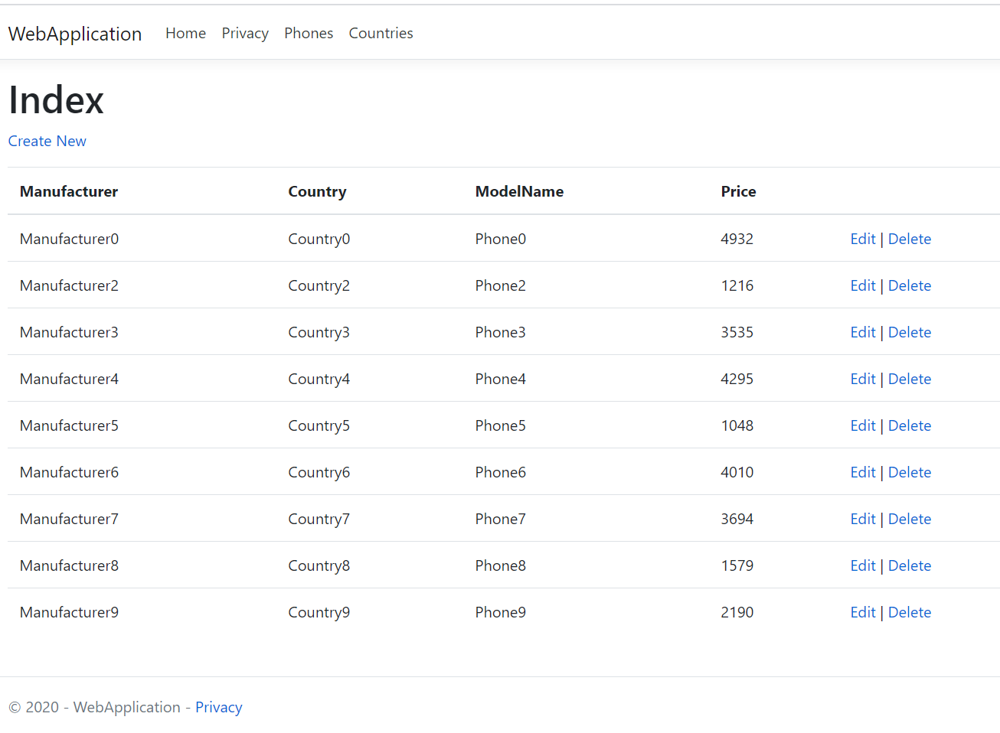 WebApplication Home Privacy Phones Countries
Index
Create New
Manufacturer Country ModelName Price
Manufacturer0 Country0 Phone0 4932 Edit | Delete
Manufacturer2 Country2 Phone2 1216 Edit | Delete
Manufacturer3 Country3 Phone3 3535 Edit | Delete
Manufacturer4 Country4 Phone4 4295 Edit | Delete
Manufacturer5 Country5 Phone5 1048 Edit | Delete
Manufacturer6 Country6 Phone6 4010 Edit | Delete
Manufacturer7 Country7 Phone7 3694 Edit | Delete
Manufacturer8 Country8 Phone8 1579 Edit | Delete
Manufacturer9 Country9 Phone9 2190 Edit | Delete
© 2020 - WebApplication - Privacy